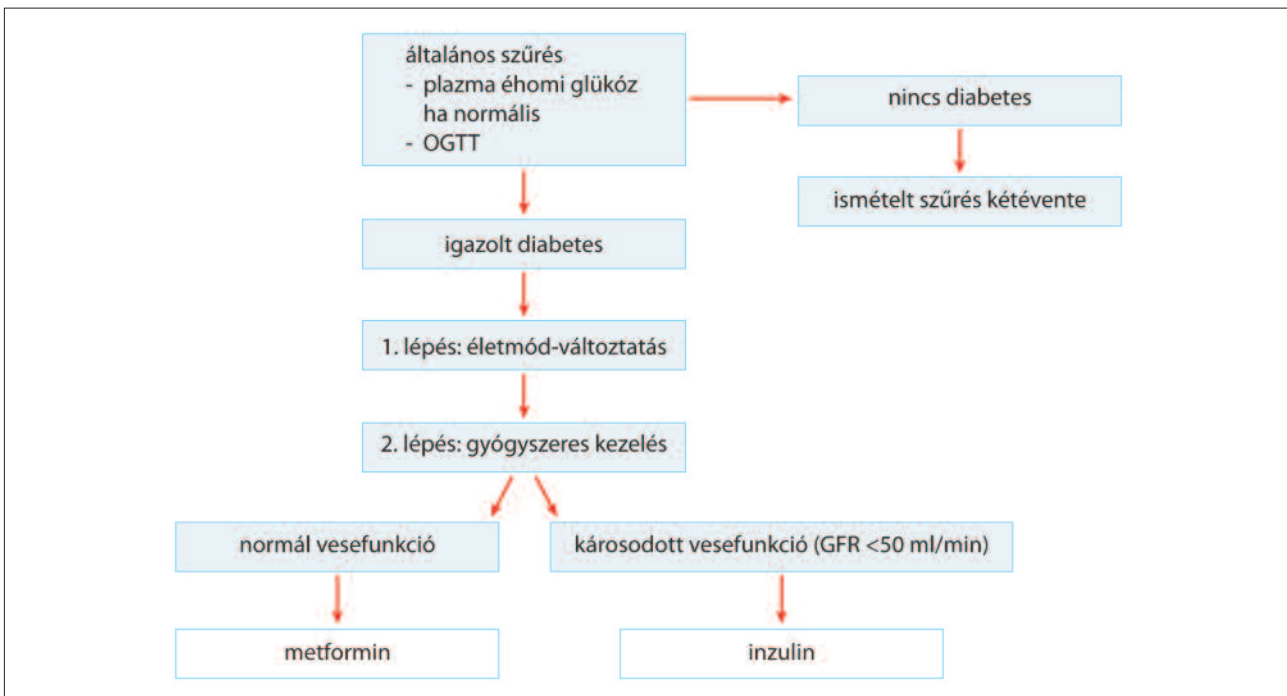 általános szűrés
- plazma éhomi glükóz
ha normális
- OGTT
nincs diabetes
ismételt szűrés kétévente
igazolt diabetes
1. lépés: életmód-változtatás
2. lépés: gyógyszeres kezelés
normál vesefunkció
károsodott vesefunkció (GFR <50 ml/min)
metformin
inzulin